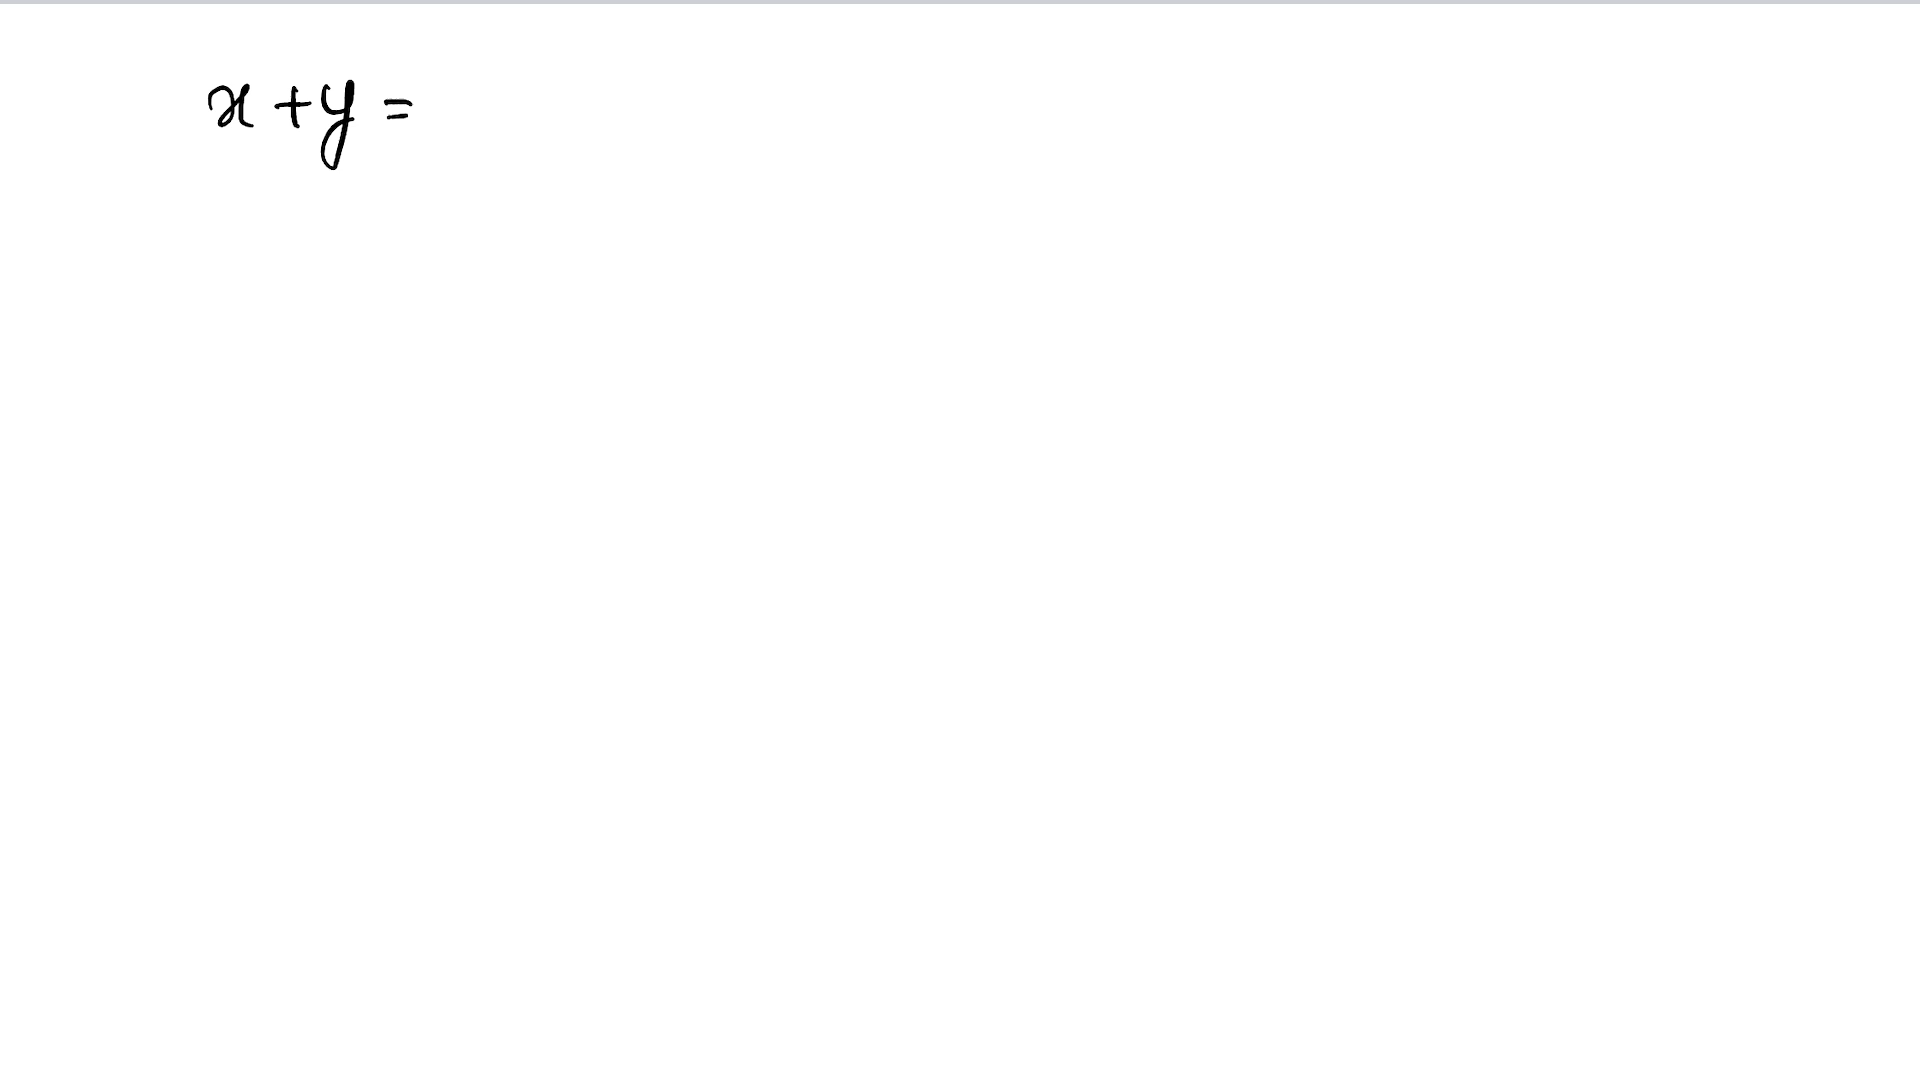 x + y =